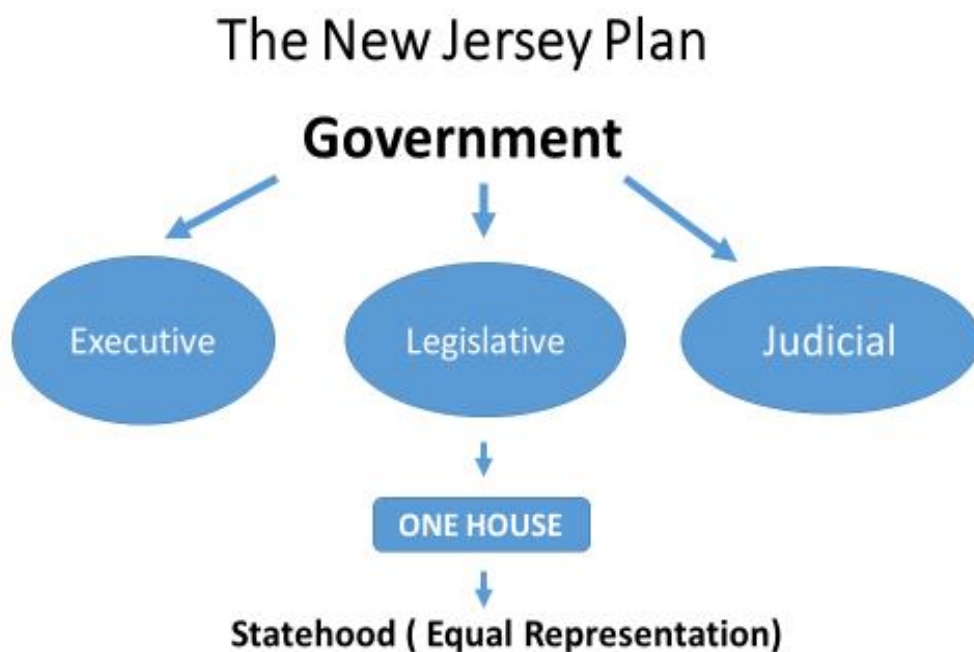 The New Jersey Plan
Government
Executive
Legislative
Judicial
ONE HOUSE
Statehood ( Equal Representation)